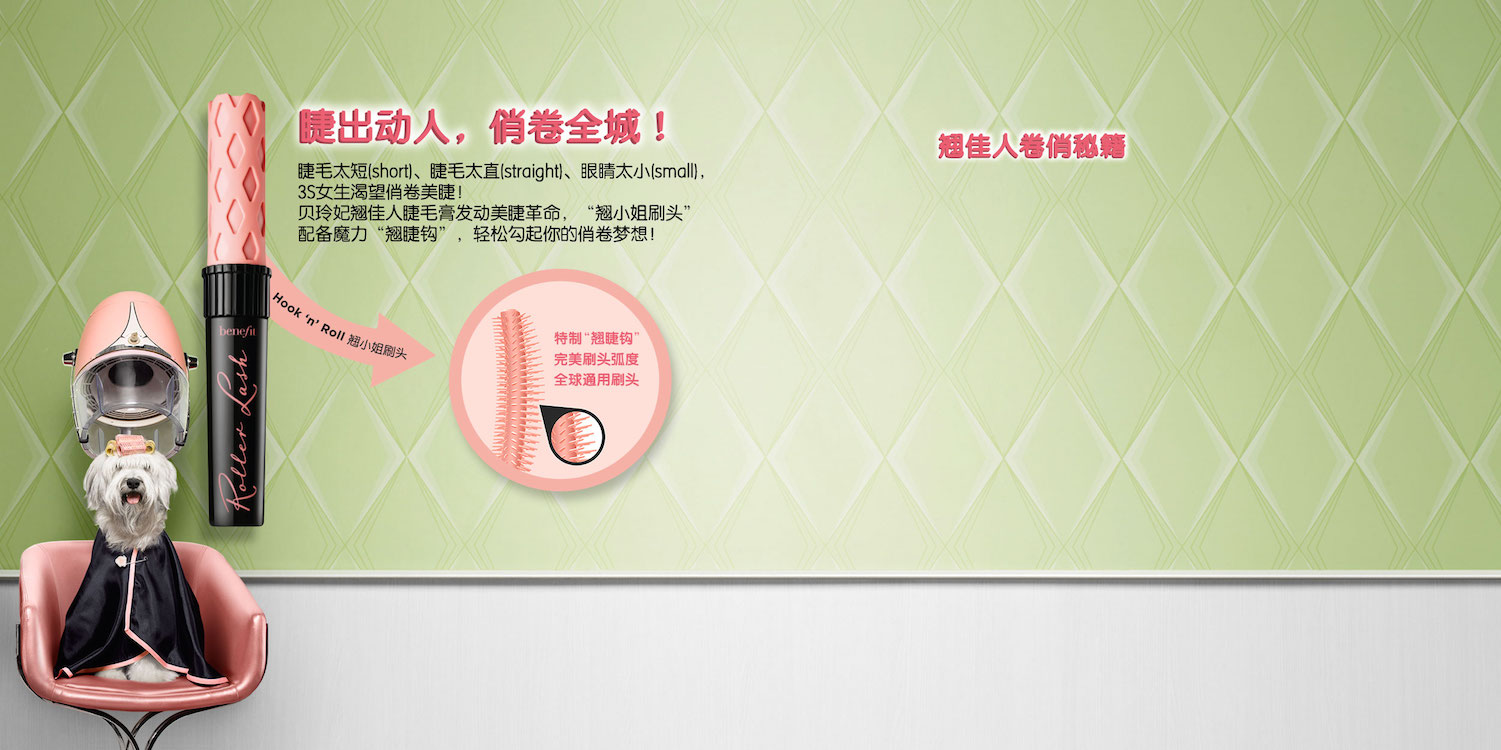 睫出动人，俏卷全城！
睫毛太短(short)、睫毛太直(straight)、眼睛太小(small)，
3S女生渴望俏卷美睫！
贝玲妃翘佳人睫毛膏发动美睫革命，“翘小姐刷头”
配备魔力“翘睫钩”，轻松勾起你的俏卷梦想！
翘佳人卷俏秘籍
Hook ‘n’ Roll 翘小姐刷头
benefit
Roller Lash
特制“翘睫钩”
完美刷头弧度
全球通用刷头